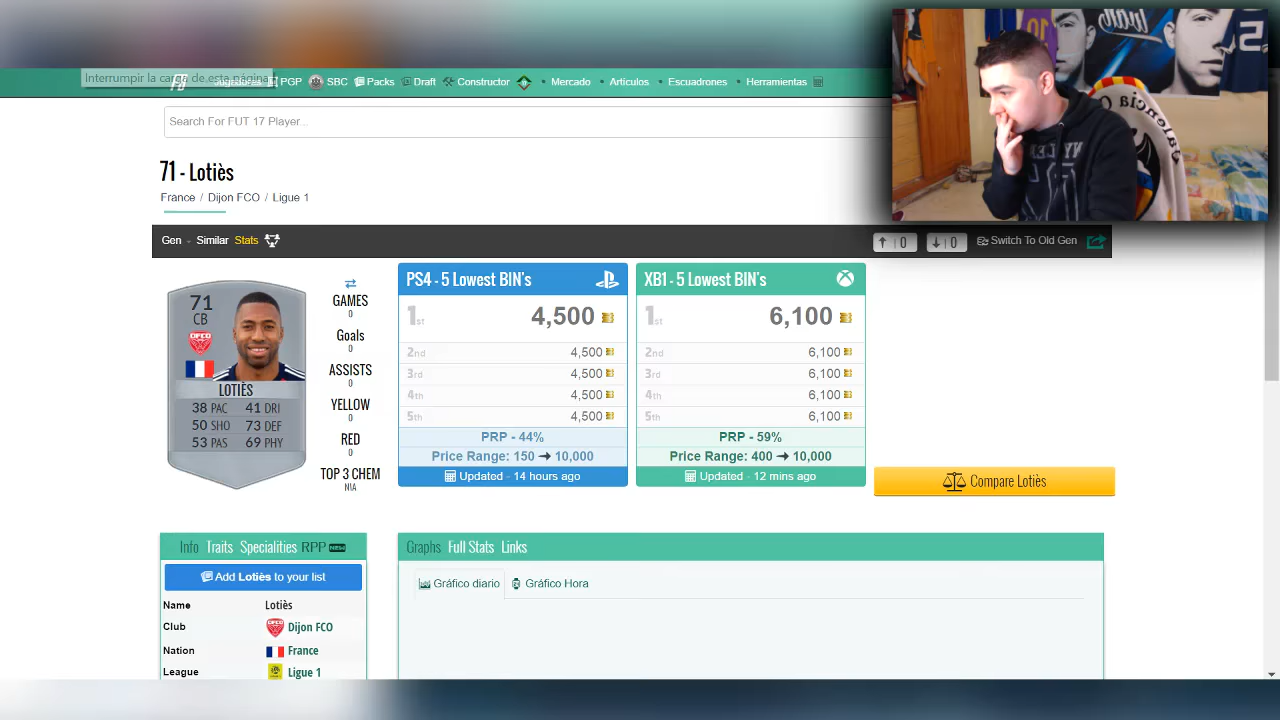 Interrumpir la carga de esta página
PGP SBC Packs Draft Constructor • Mercado • Artículos • Escuadrones • Herramientas
Search For FUT 17 Player...
71 - Lotiès
France / Dijon FCO / Ligue 1
Gen - Similar Stats
↑ | 0 ↓ | 0 Switch To Old Gen
71
CB
DFCO
LOTIÈS
38 PAC 41 DRI
50 SHO 73 DEF
53 PAS 69 PHY
GAMES
0
Goals
0
ASSISTS
0
YELLOW
0
RED
0
TOP 3 CHEM
N/A
PS4 - 5 Lowest BIN's
1st 4,500
2nd 4,500
3rd 4,500
4th 4,500
5th 4,500
PRP - 44%
Price Range: 150 → 10,000
Updated - 14 hours ago
XB1 - 5 Lowest BIN's
1st 6,100
2nd 6,100
3rd 6,100
4th 6,100
5th 6,100
PRP - 59%
Price Range: 400 → 10,000
Updated - 12 mins ago
Compare Lotiès
Info Traits Specialities RPP
Add Lotiès to your list
Name Lotiès
Club Dijon FCO
Nation France
League Ligue 1
Graphs Full Stats Links
Gráfico diario Gráfico Hora